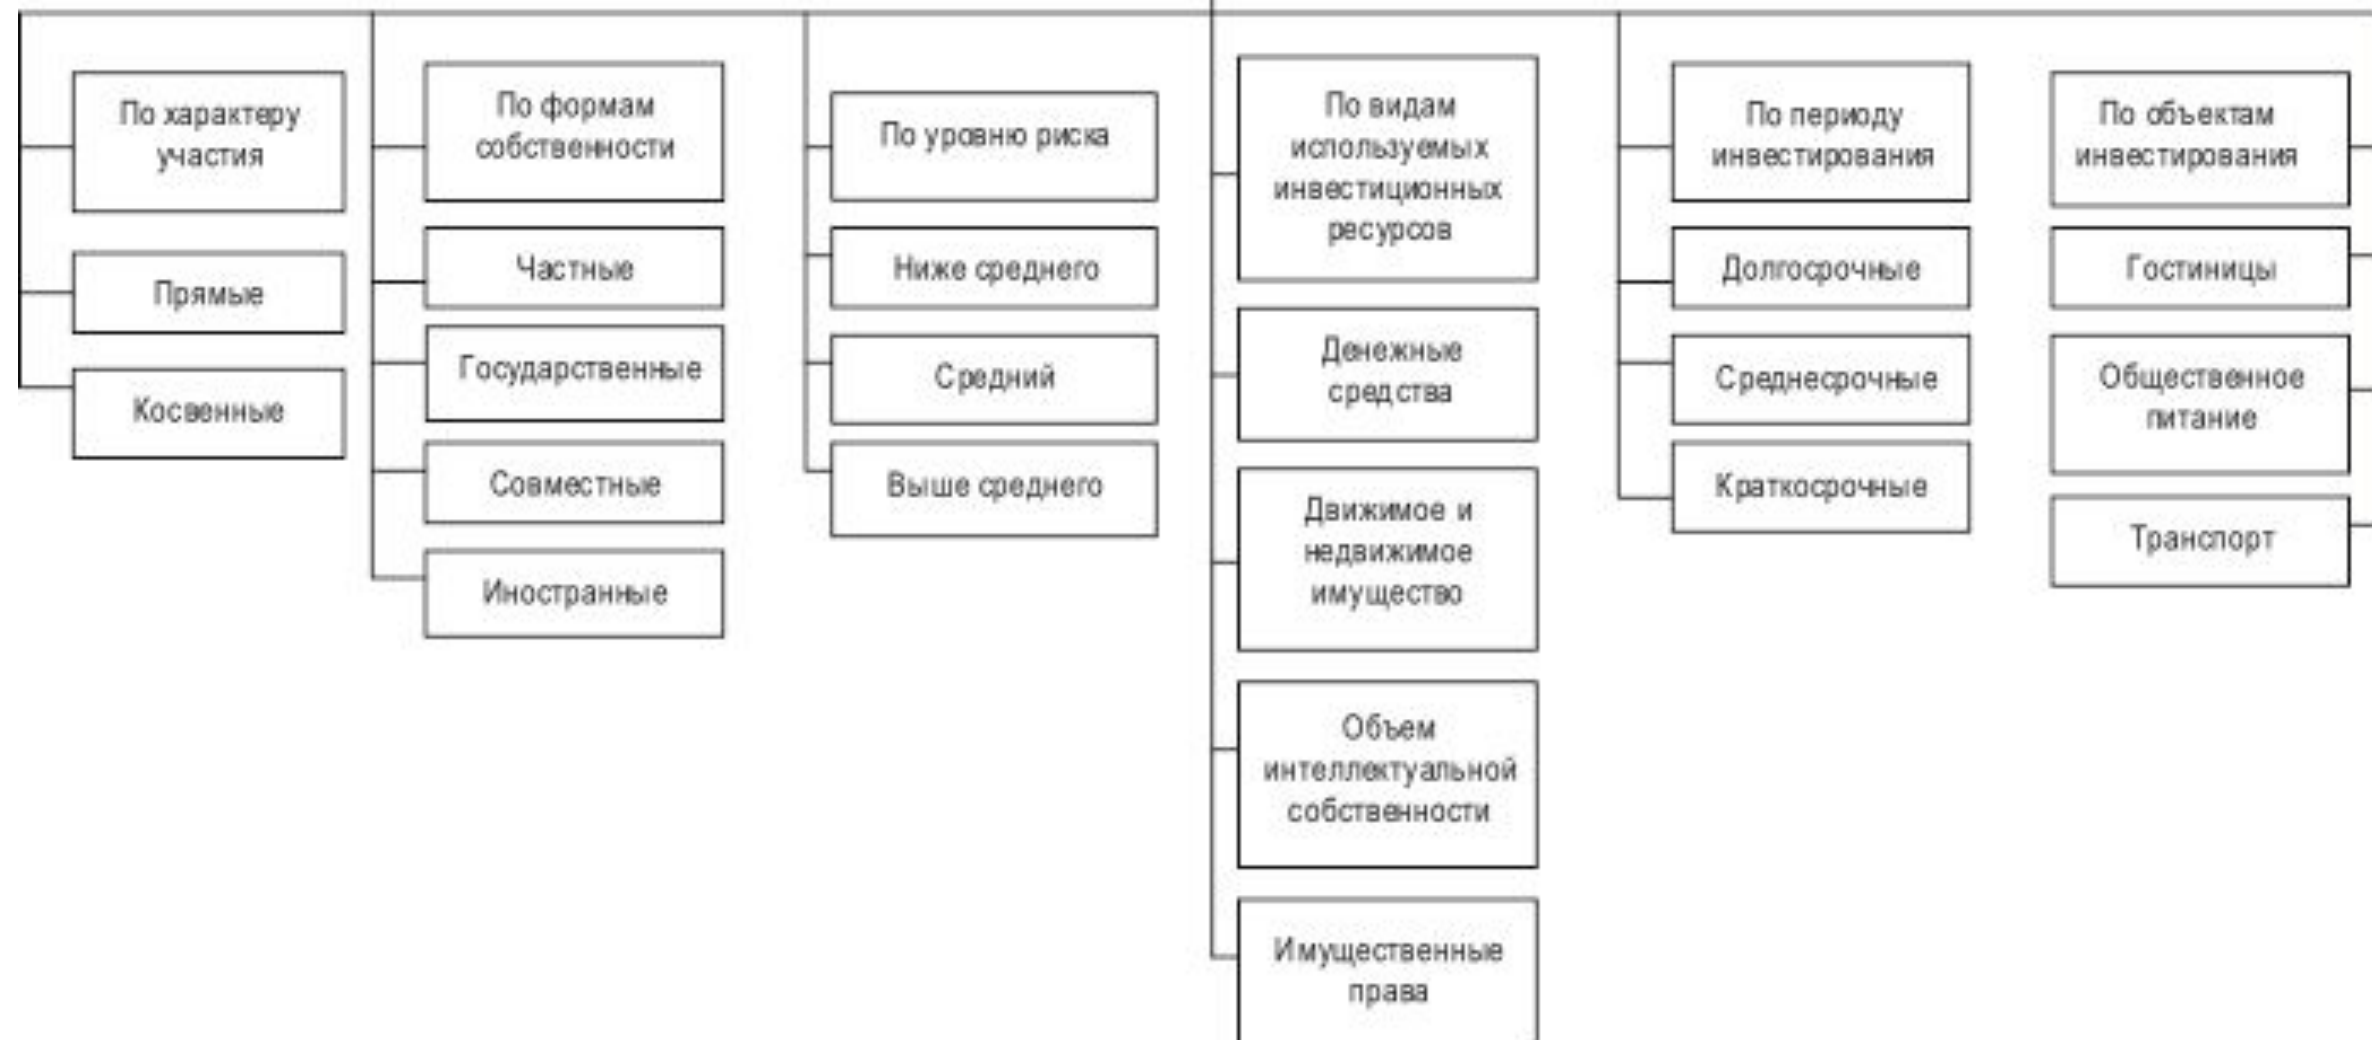 По характеру
участия
Прямые
Косвенные
По формам
собственности
Частные
Государственные
Совместные
Иностранные
По уровню риска
Ниже среднего
Средний
Выше среднего
По видам
используемых
инвестиционных
ресурсов
Денежные
средства
Движимое и
недвижимое
имущество
Объем
интеллектуальной
собственности
Имущественные
права
По периоду
инвестирования
Долгосрочные
Среднесрочные
Краткосрочные
По объектам
инвестирования
Гостиницы
Общественное
питание
Транспорт